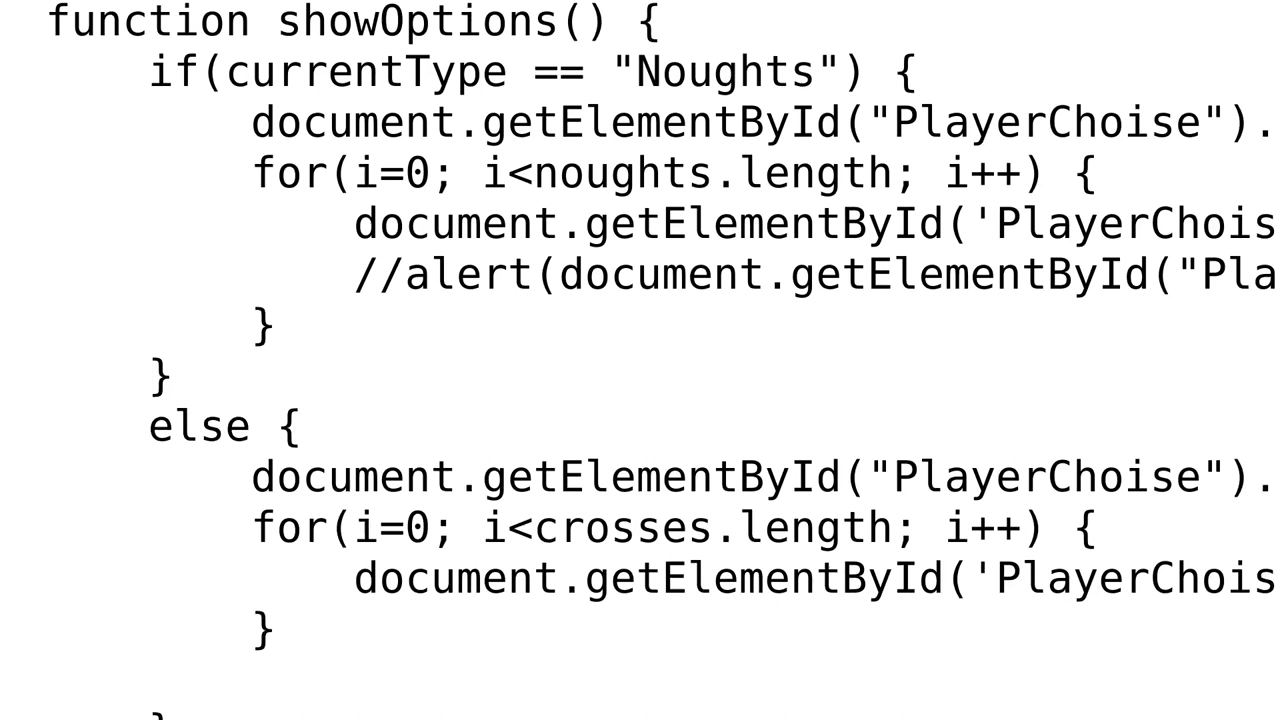 function showOptions() {
if(currentType == "Noughts") {
document.getElementById("PlayerChoise").
for(i=0; i<noughts.length; i++) {
document.getElementById('PlayerChois
//alert(document.getElementById("Pla
}
}
else {
document.getElementById("PlayerChoise").
for(i=0; i<crosses.length; i++) {
document.getElementById('PlayerChois
}
}